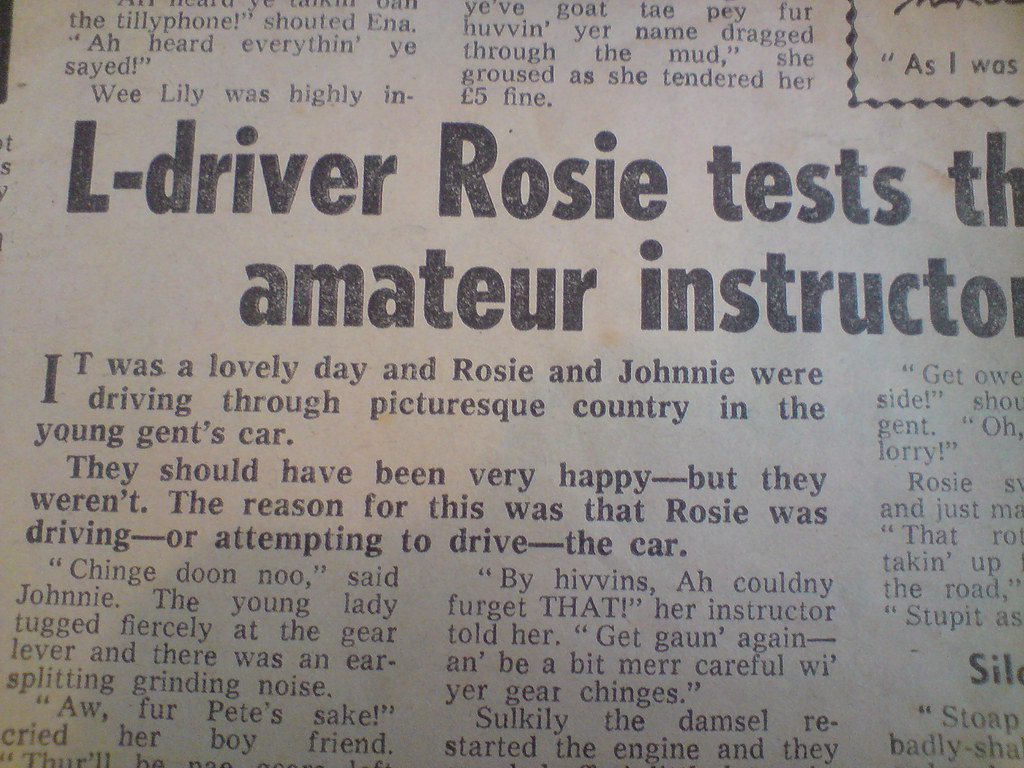 the tillyphone!" shouted Ena.
"Ah heard everythin' ye
sayed!"
Wee Lily was highly in-
ye've goat tae pey fur
huvvin' yer name dragged
through the mud," she
groused as she tendered her
£5 fine.
"As I was
L-driver Rosie tests th
amateur instructo
IT was a lovely day and Rosie and Johnnie were
driving through picturesque country in the
young gent's car.
They should have been very happy—but they
weren't. The reason for this was that Rosie was
driving—or attempting to drive—the car.
"Chinge doon noo," said
Johnnie. The young lady
tugged fiercely at the gear
lever and there was an ear-
splitting grinding noise.
"Aw, fur Pete's sake!"
cried her boy friend.
"Thur'll be nae gears left
"By hivvins, Ah couldny
furget THAT!" her instructor
told her. "Get gaun' again—
an' be a bit merr careful wi'
yer gear chinges."
Sulkily the damsel re-
started the engine and they
"Get owe
side!" shou
gent. "Oh,
lorry!"
Rosie sv
and just ma
"That rot
takin' up
the road,"
"Stupit as
Sile
"Stoap
badly-sha